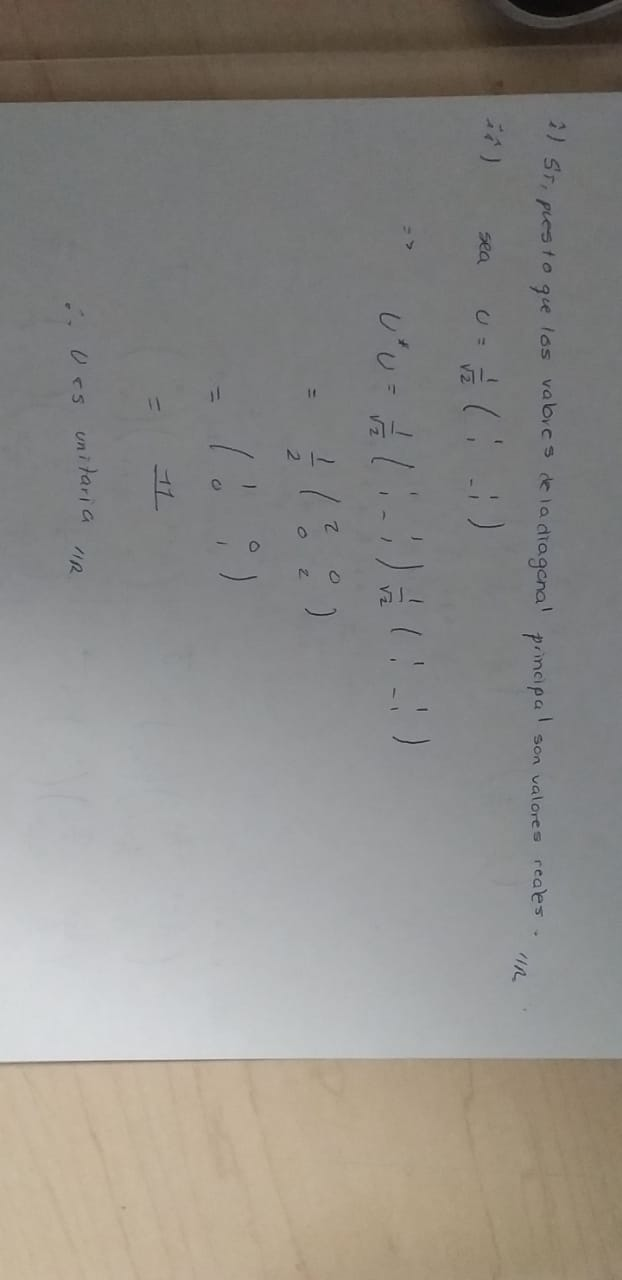 i) Si, puesto que los valores de la diagonal principal son valores reales. //R
ii) sea U = 1/√2 ( 1 1 ; 1 -1 )
=> U*U = 1/√2 ( 1 1 ; 1 -1 ) 1/√2 ( 1 1 ; 1 -1 )
= 1/2 ( 2 0 ; 0 2 )
= ( 1 0 ; 0 1 )
= 11
∴ U es unitaria //R